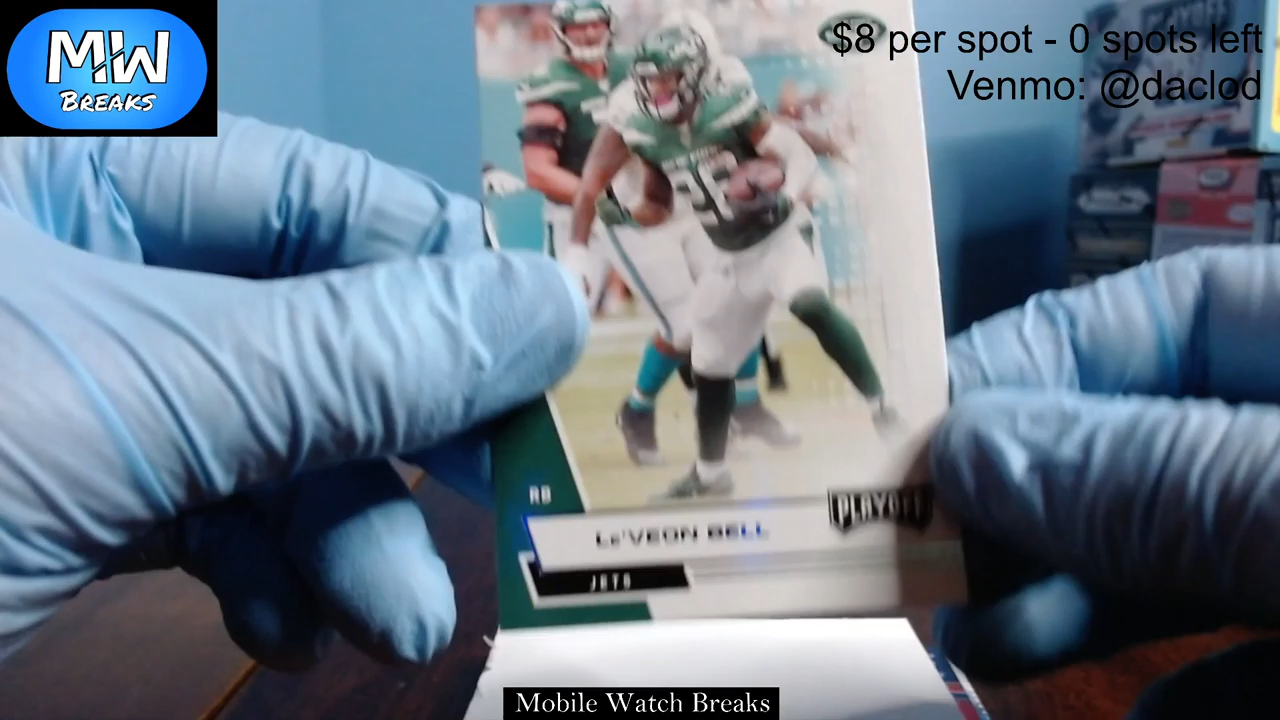 MW
BREAKS
$8 per spot - 0 spots left
Venmo: @daclod
RB
LE'VEON BELL
PLAYOFF
JETS
Mobile Watch Breaks